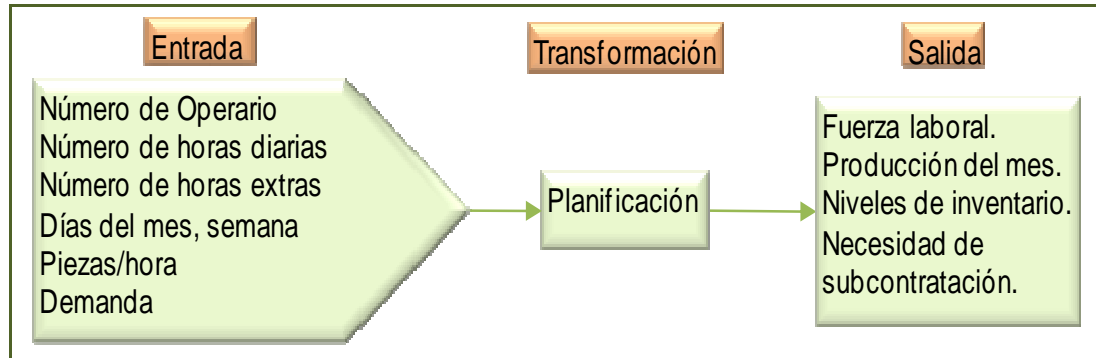 Entrada
Transformación
Salida
Número de Operario
Número de horas diarias
Número de horas extras
Días del mes, semana
Piezas/hora
Demanda
Planificación
Fuerza laboral.
Producción del mes.
Niveles de inventario.
Necesidad de
subcontratación.